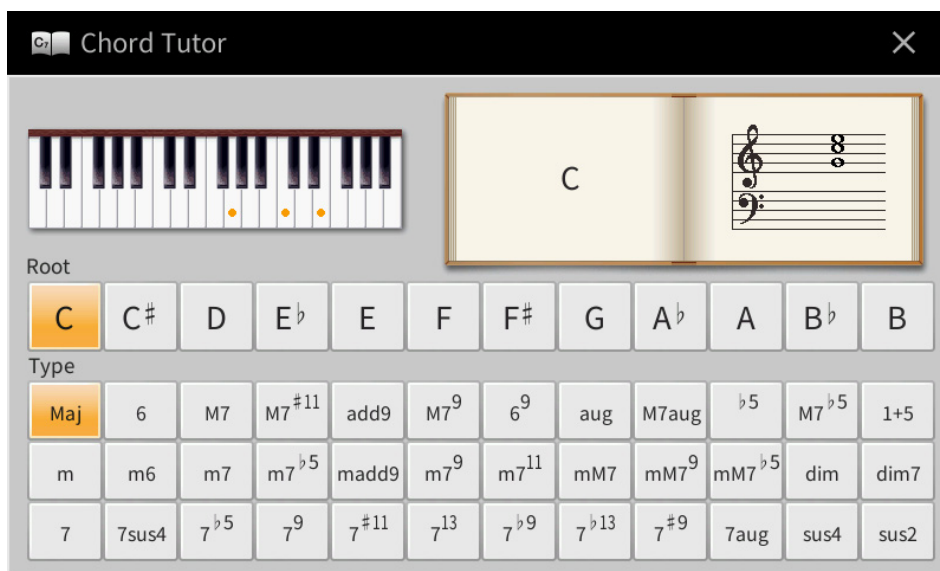 C7 Chord Tutor
C
Root
C C♯ D E♭ E F F♯ G A♭ A B♭ B
Type
Maj 6 M7 M7♯11 add9 M7⁹ 6⁹ aug M7aug ♭5 M7♭5 1+5
m m6 m7 m7♭5 madd9 m7⁹ m7¹¹ mM7 mM7⁹ mM7♭5 dim dim7
7 7sus4 7♭5 7⁹ 7♯11 7¹³ 7♭9 7♭13 7♯9 7aug sus4 sus2